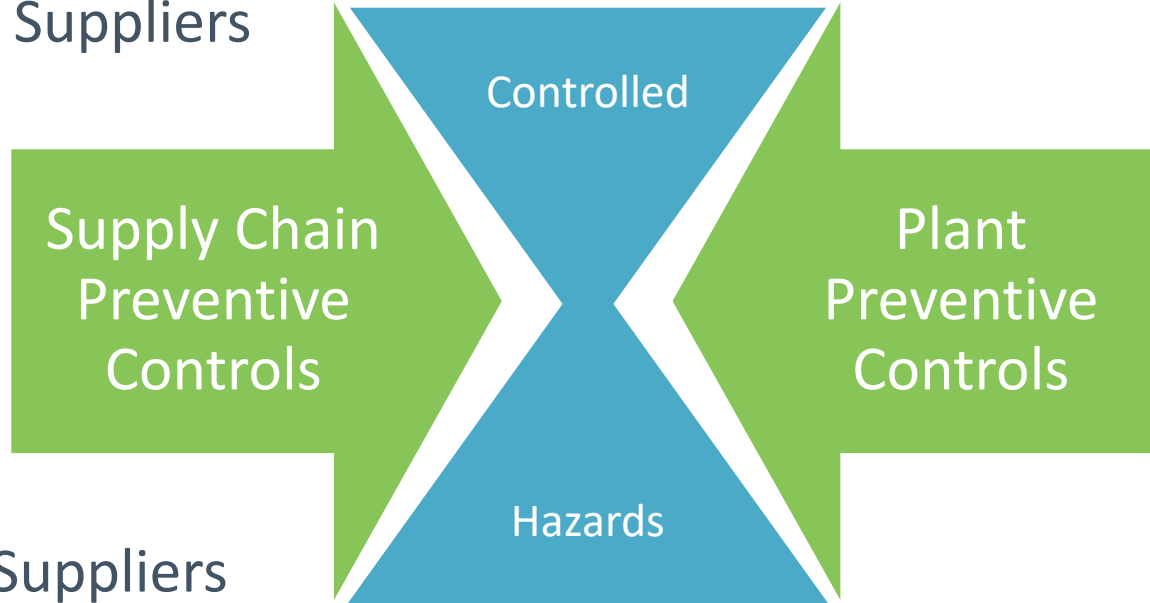 Suppliers
Controlled
Supply Chain
Preventive
Controls
Plant
Preventive
Controls
Hazards
Suppliers